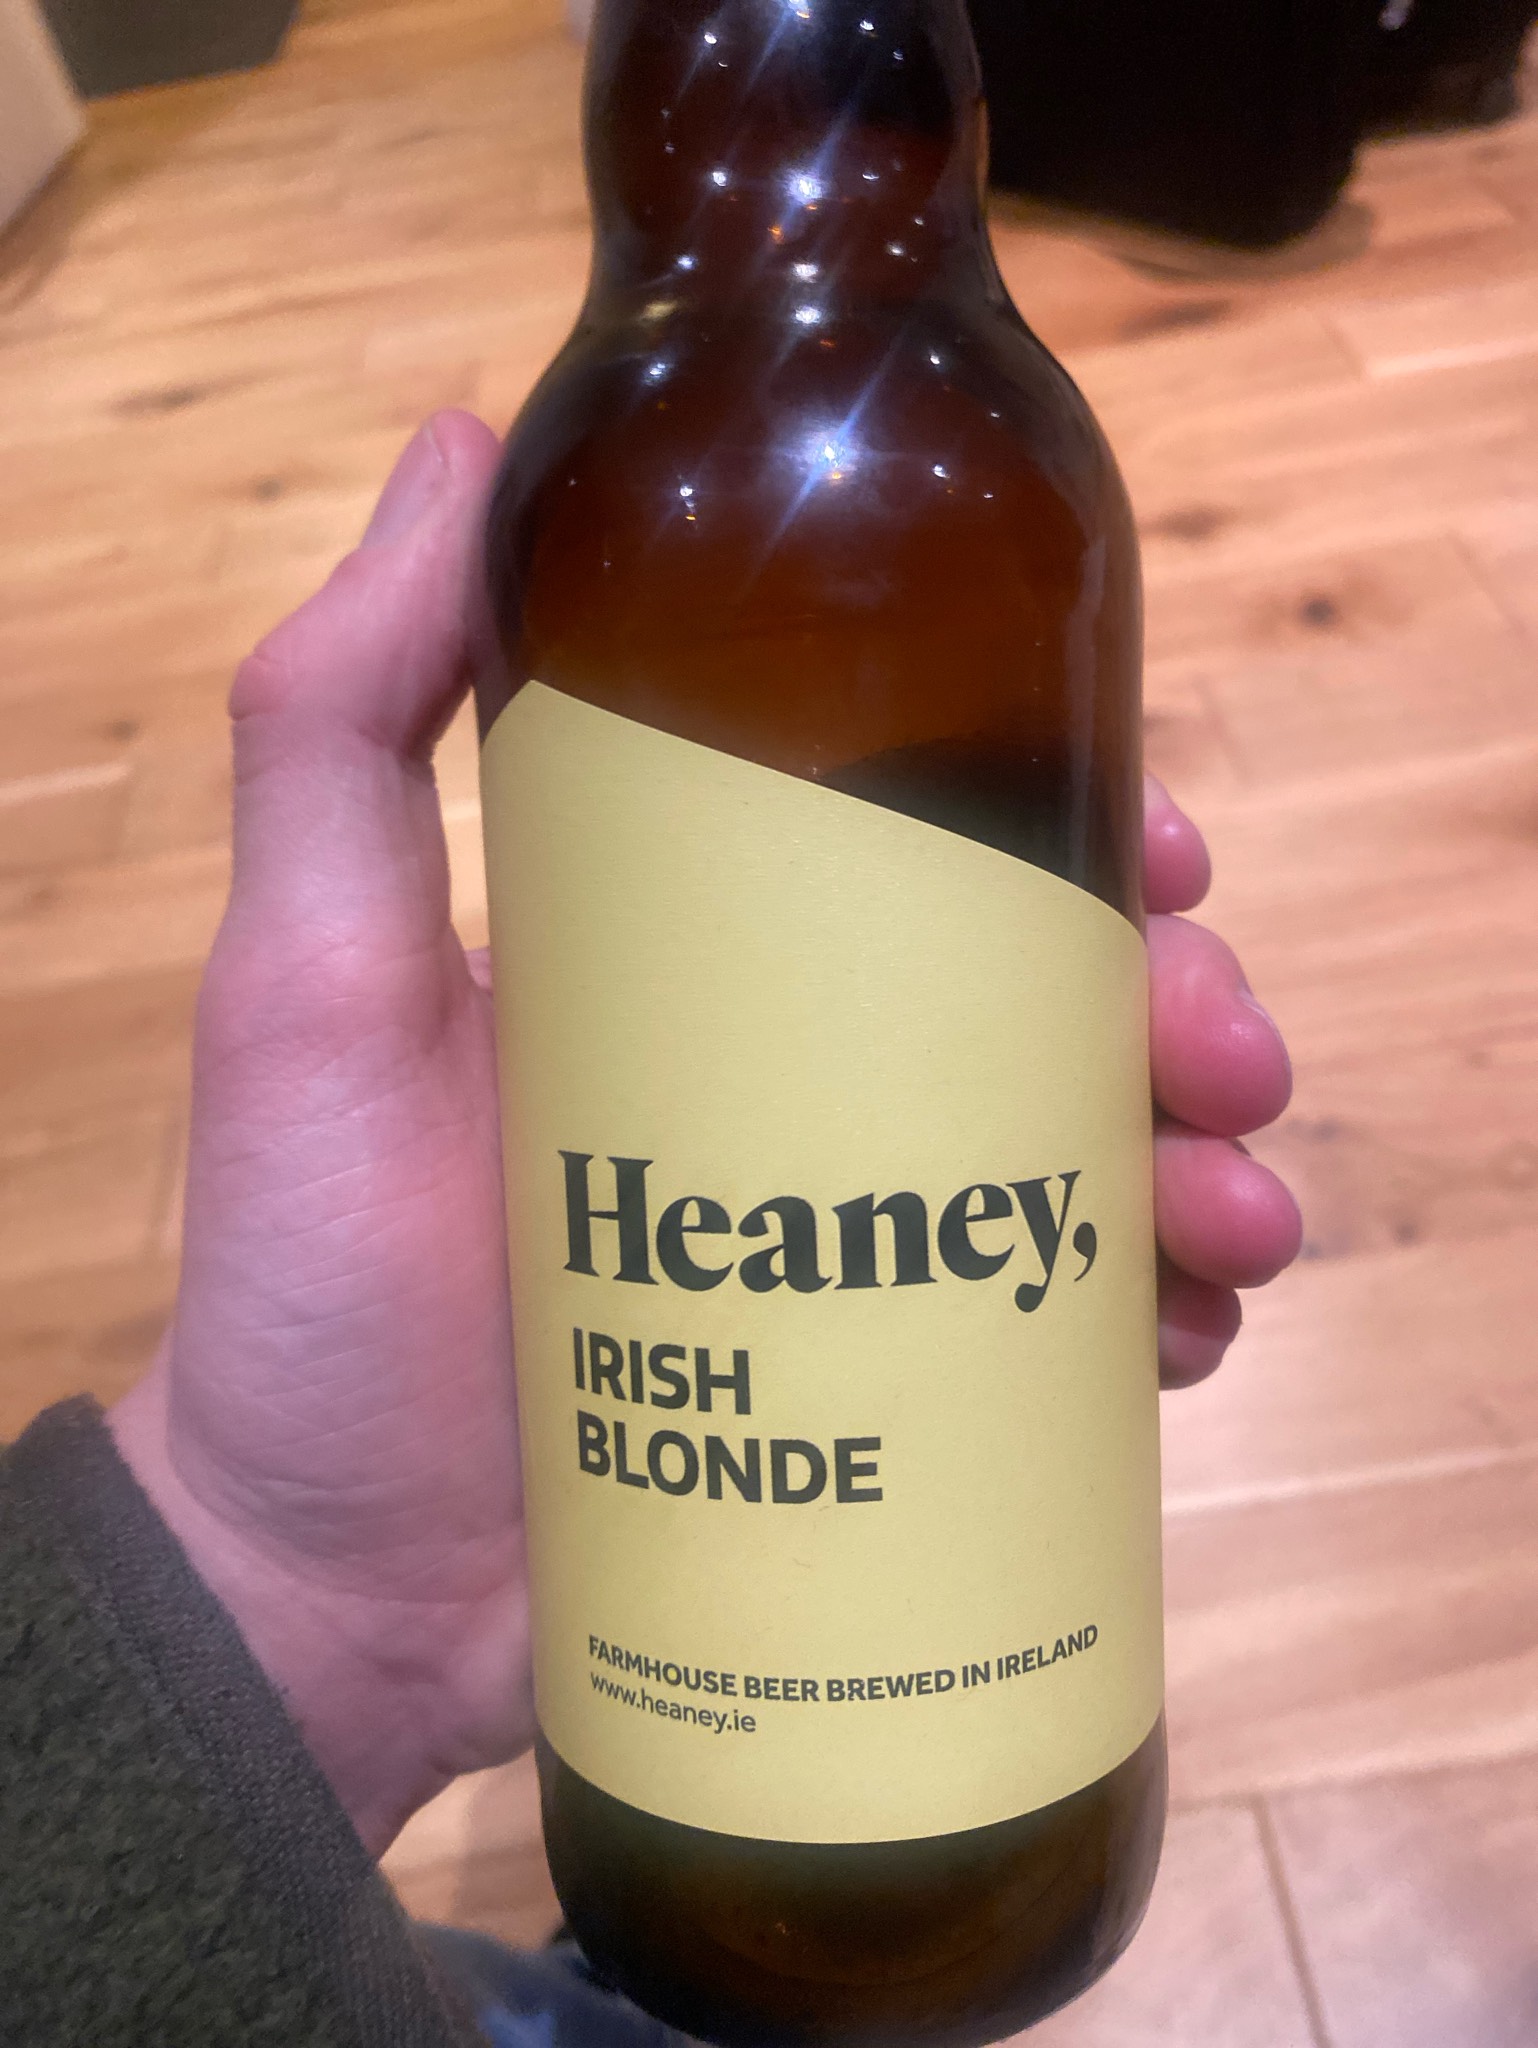 Heaney,
IRISH
BLONDE
FARMHOUSE BEER BREWED IN IRELAND
www.heaney.ie